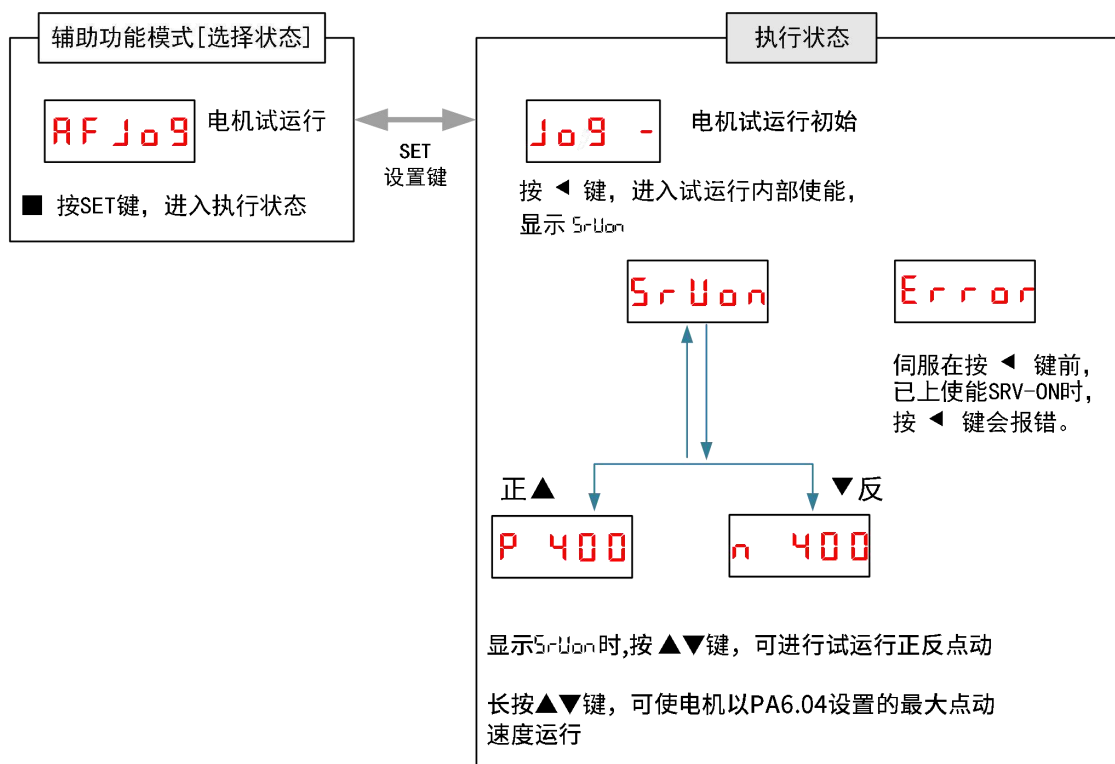 辅助功能模式[选择状态]
AFJog
电机试运行
■ 按SET键，进入执行状态
SET
设置键
执行状态
Jog -
电机试运行初始
按 ◀ 键，进入试运行内部使能，
显示 SrUon
SrUon
Error
伺服在按 ◀ 键前，
已上使能SRV-ON时，
按 ◀ 键会报错。
正▲
▼反
P 400
n 400
显示SrUon时,按 ▲▼键，可进行试运行正反点动
长按▲▼键，可使电机以PA6.04设置的最大点动
速度运行